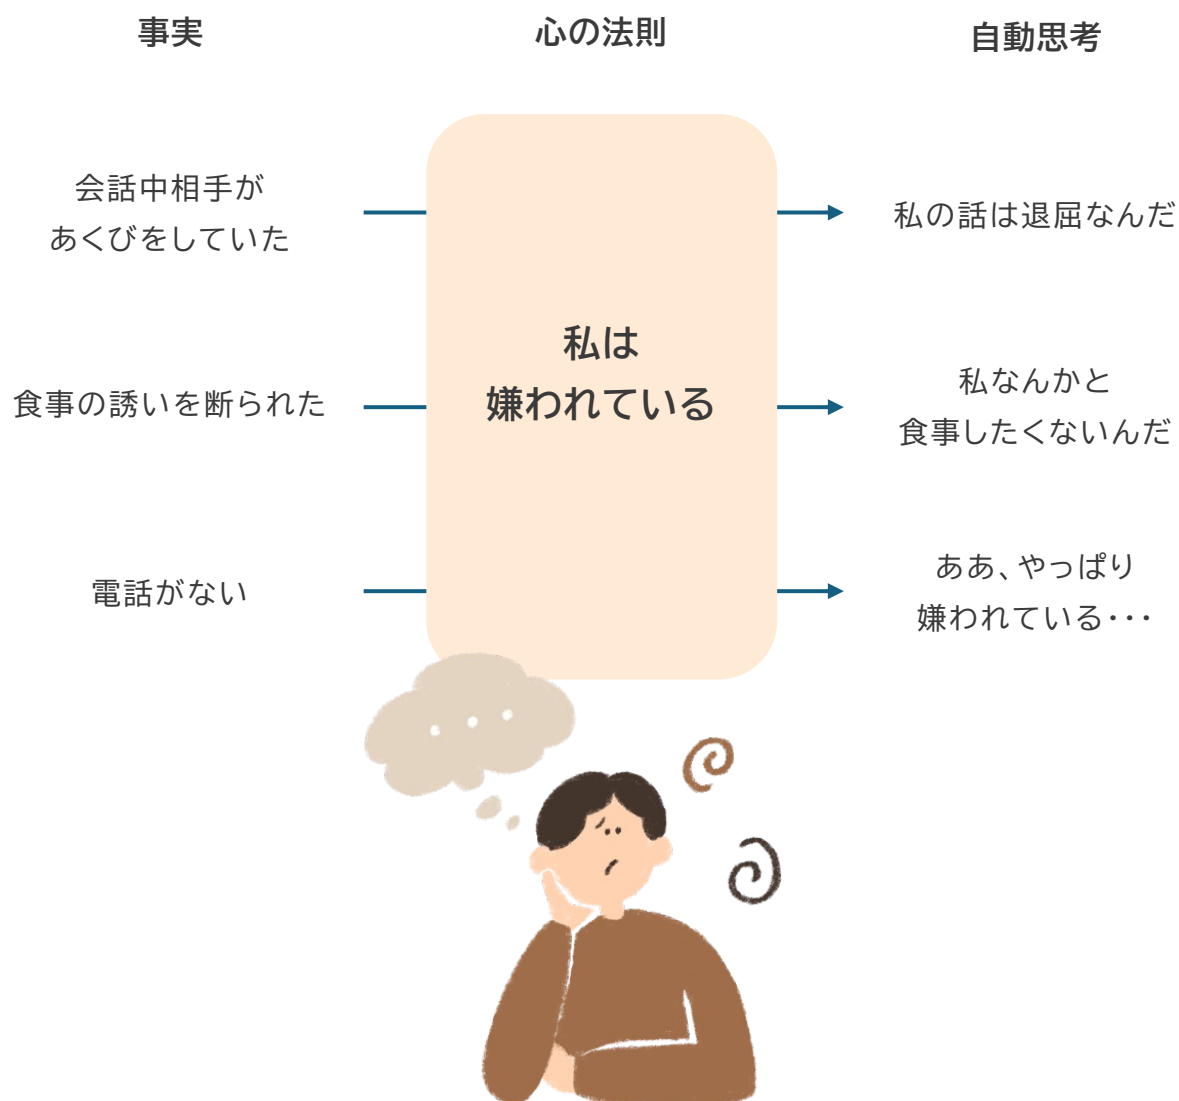 事実
心の法則
自動思考
会話中相手が
あくびをしていた
私の話は退屈なんだ
私は
嫌われている
食事の誘いを断られた
私なんかと
食事したくないんだ
電話がない
ああ、やっぱり
嫌われている・・・